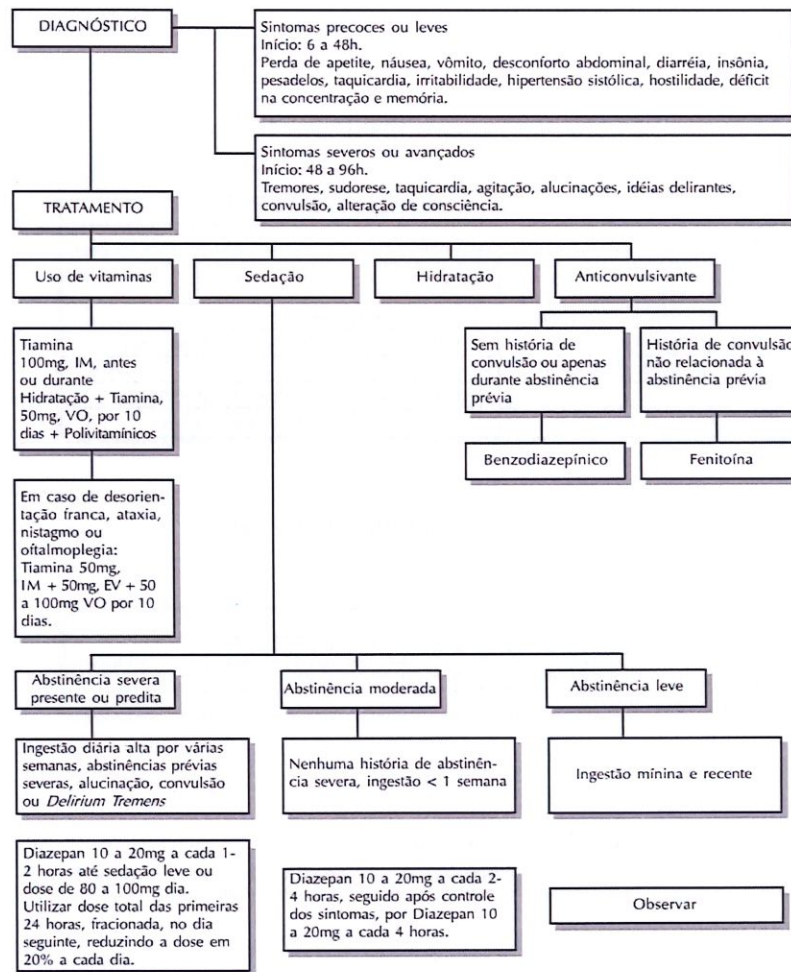 DIAGNÓSTICO
Sintomas precoces ou leves
Início: 6 a 48h.
Perda de apetite, náusea, vômito, desconforto abdominal, diarréia, insônia,
pesadelos, taquicardia, irritabilidade, hipertensão sistólica, hostilidade, déficit
na concentração e memória.
Sintomas severos ou avançados
Início: 48 a 96h.
Tremores, sudorese, taquicardia, agitação, alucinações, idéias delirantes,
convulsão, alteração de consciência.
TRATAMENTO
Uso de vitaminas
Sedação
Hidratação
Anticonvulsivante
Tiamina
100mg, IM, antes
ou durante
Hidratação + Tiamina,
50mg, VO, por 10
dias + Polivitamínicos
Sem história de
convulsão ou apenas
durante abstinência
prévia
História de convulsão
não relacionada à
abstinência prévia
Benzodiazepínico
Fenitoína
Em caso de desorien-
tação franca, ataxia,
nistagmo ou
oftalmoplegia:
Tiamina 50mg,
IM + 50mg, EV + 50
a 100mg VO por 10
dias.
Abstinência severa
presente ou predita
Abstinência moderada
Abstinência leve
Ingestão diária alta por várias
semanas, abstinências prévias
severas, alucinação, convulsão
ou Delirium Tremens
Nenhuma história de abstinên-
cia severa, ingestão < 1 semana
Ingestão mínina e recente
Diazepan 10 a 20mg a cada 1-
2 horas até sedação leve ou
dose de 80 a 100mg dia.
Utilizar dose total das primeiras
24 horas, fracionada, no dia
seguinte, reduzindo a dose em
20% a cada dia.
Diazepan 10 a 20mg a cada 2-
4 horas, seguido após controle
dos sintomas, por Diazepan 10
a 20mg a cada 4 horas.
Observar